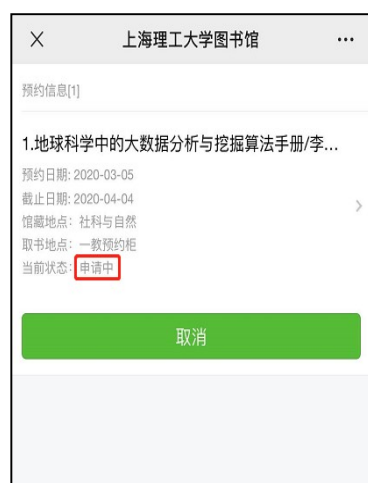 上海理工大学图书馆
预约信息[1]
1.地球科学中的大数据分析与挖掘算法手册/李...
预约日期: 2020-03-05
截止日期: 2020-04-04
馆藏地点: 社科与自然
取书地点: 一教预约柜
当前状态: 申请中
取消